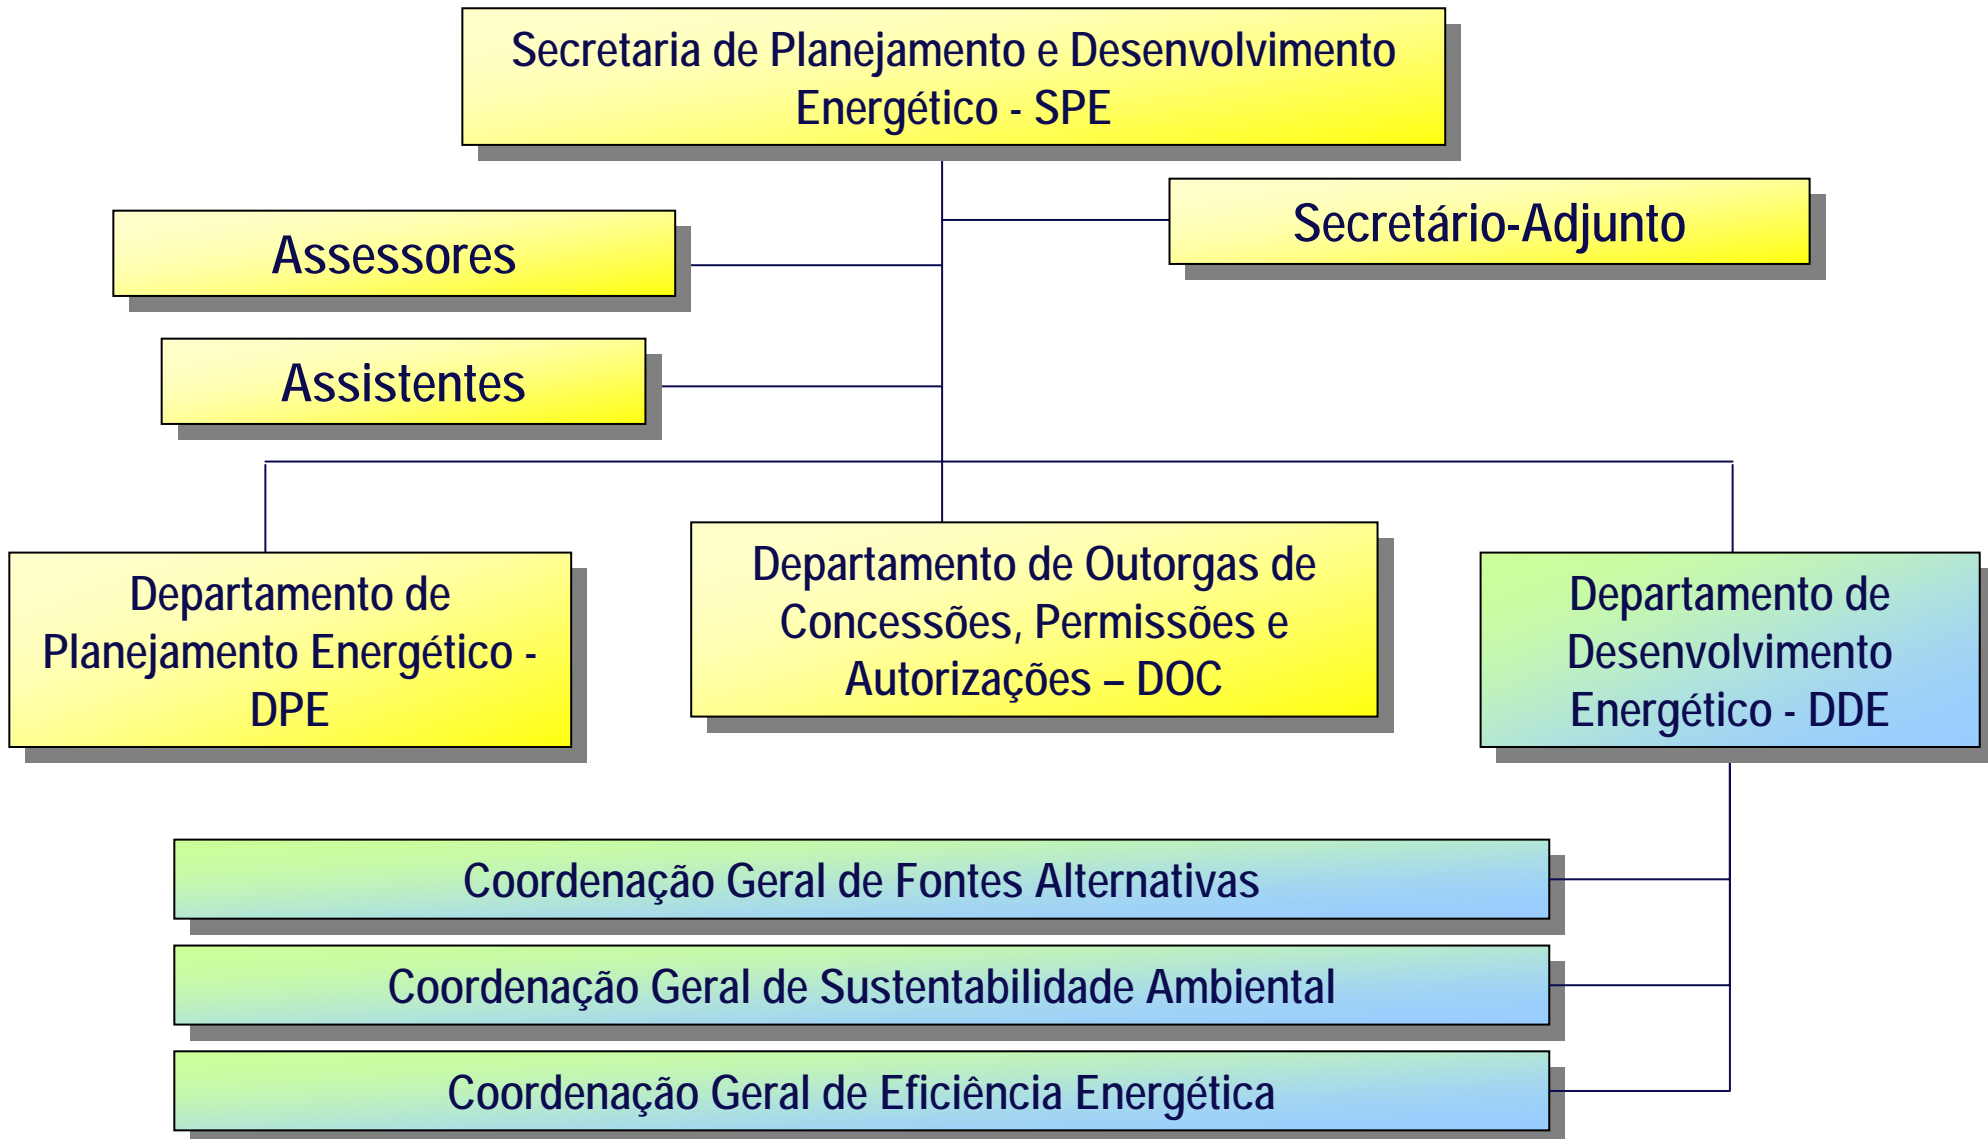 Secretaria de Planejamento e Desenvolvimento
Energético - SPE
Secretário-Adjunto
Assessores
Assistentes
Departamento de
Planejamento Energético -
DPE
Departamento de Outorgas de
Concessões, Permissões e
Autorizações – DOC
Departamento de
Desenvolvimento
Energético - DDE
Coordenação Geral de Fontes Alternativas
Coordenação Geral de Sustentabilidade Ambiental
Coordenação Geral de Eficiência Energética